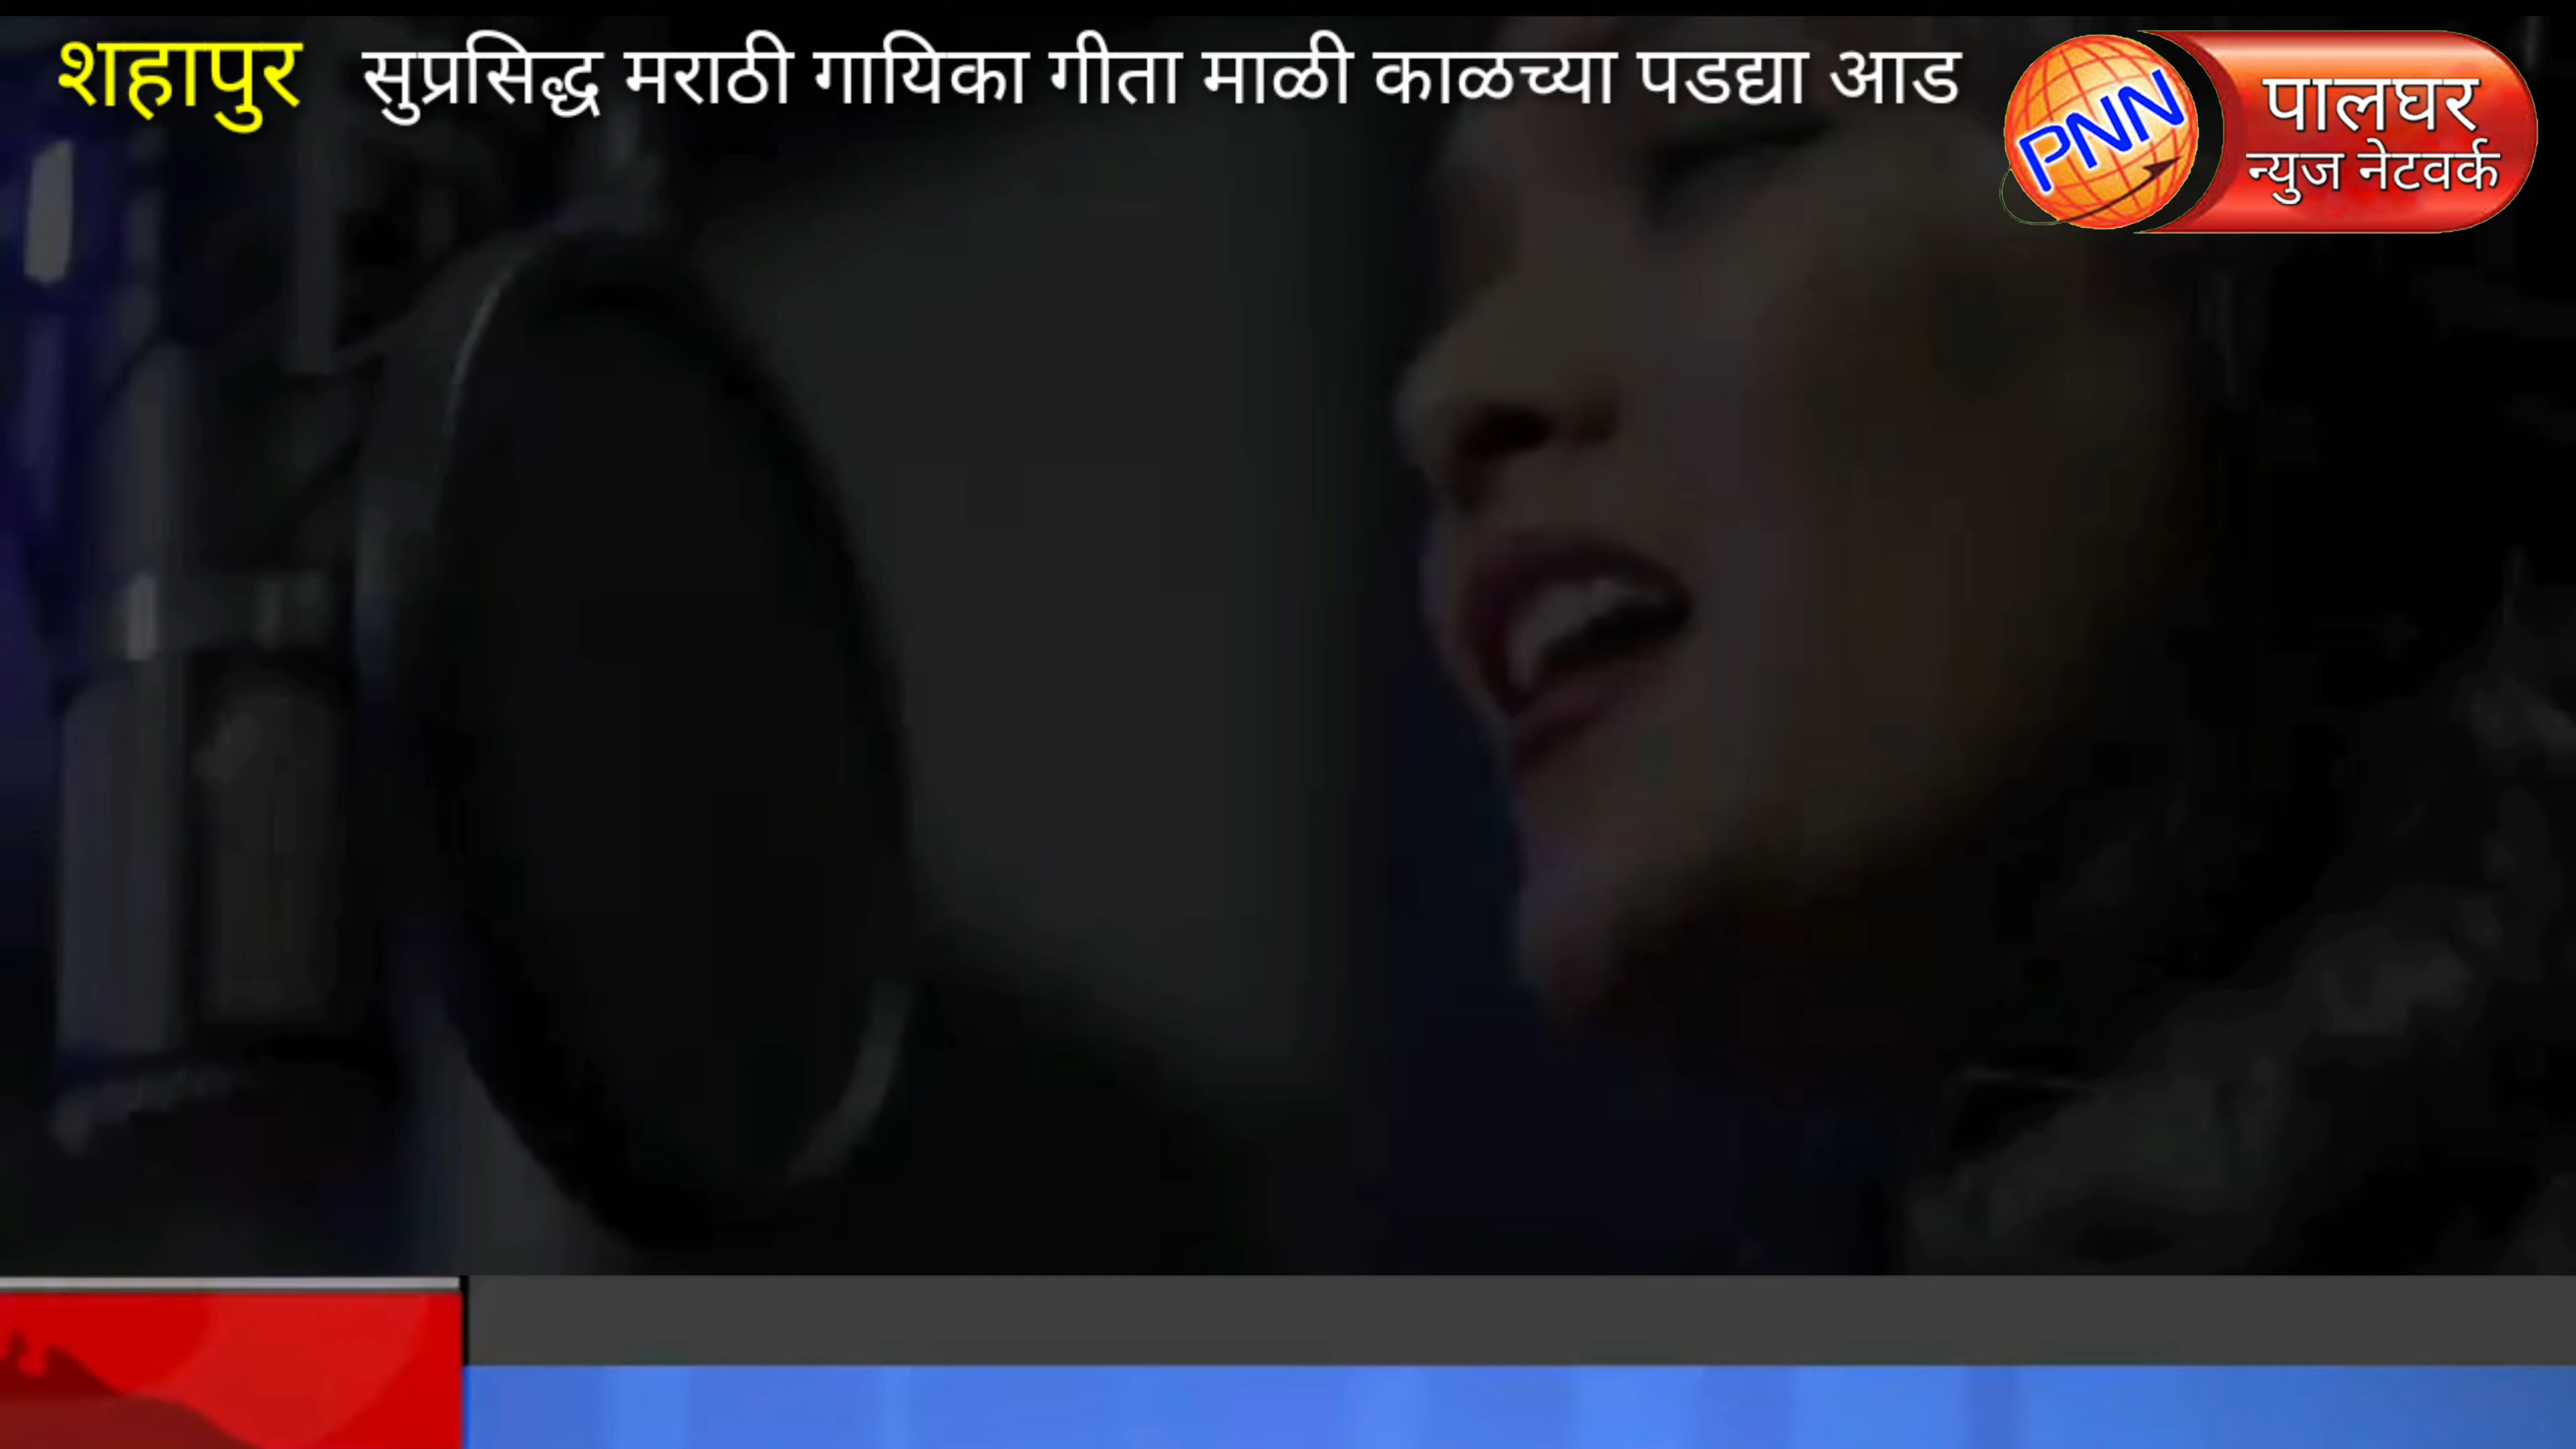 शहापुर सुप्रसिद्ध मराठी गायिका गीता माळी काळच्या पडद्या आड
PNN
पालघर
न्युज नेटवर्क